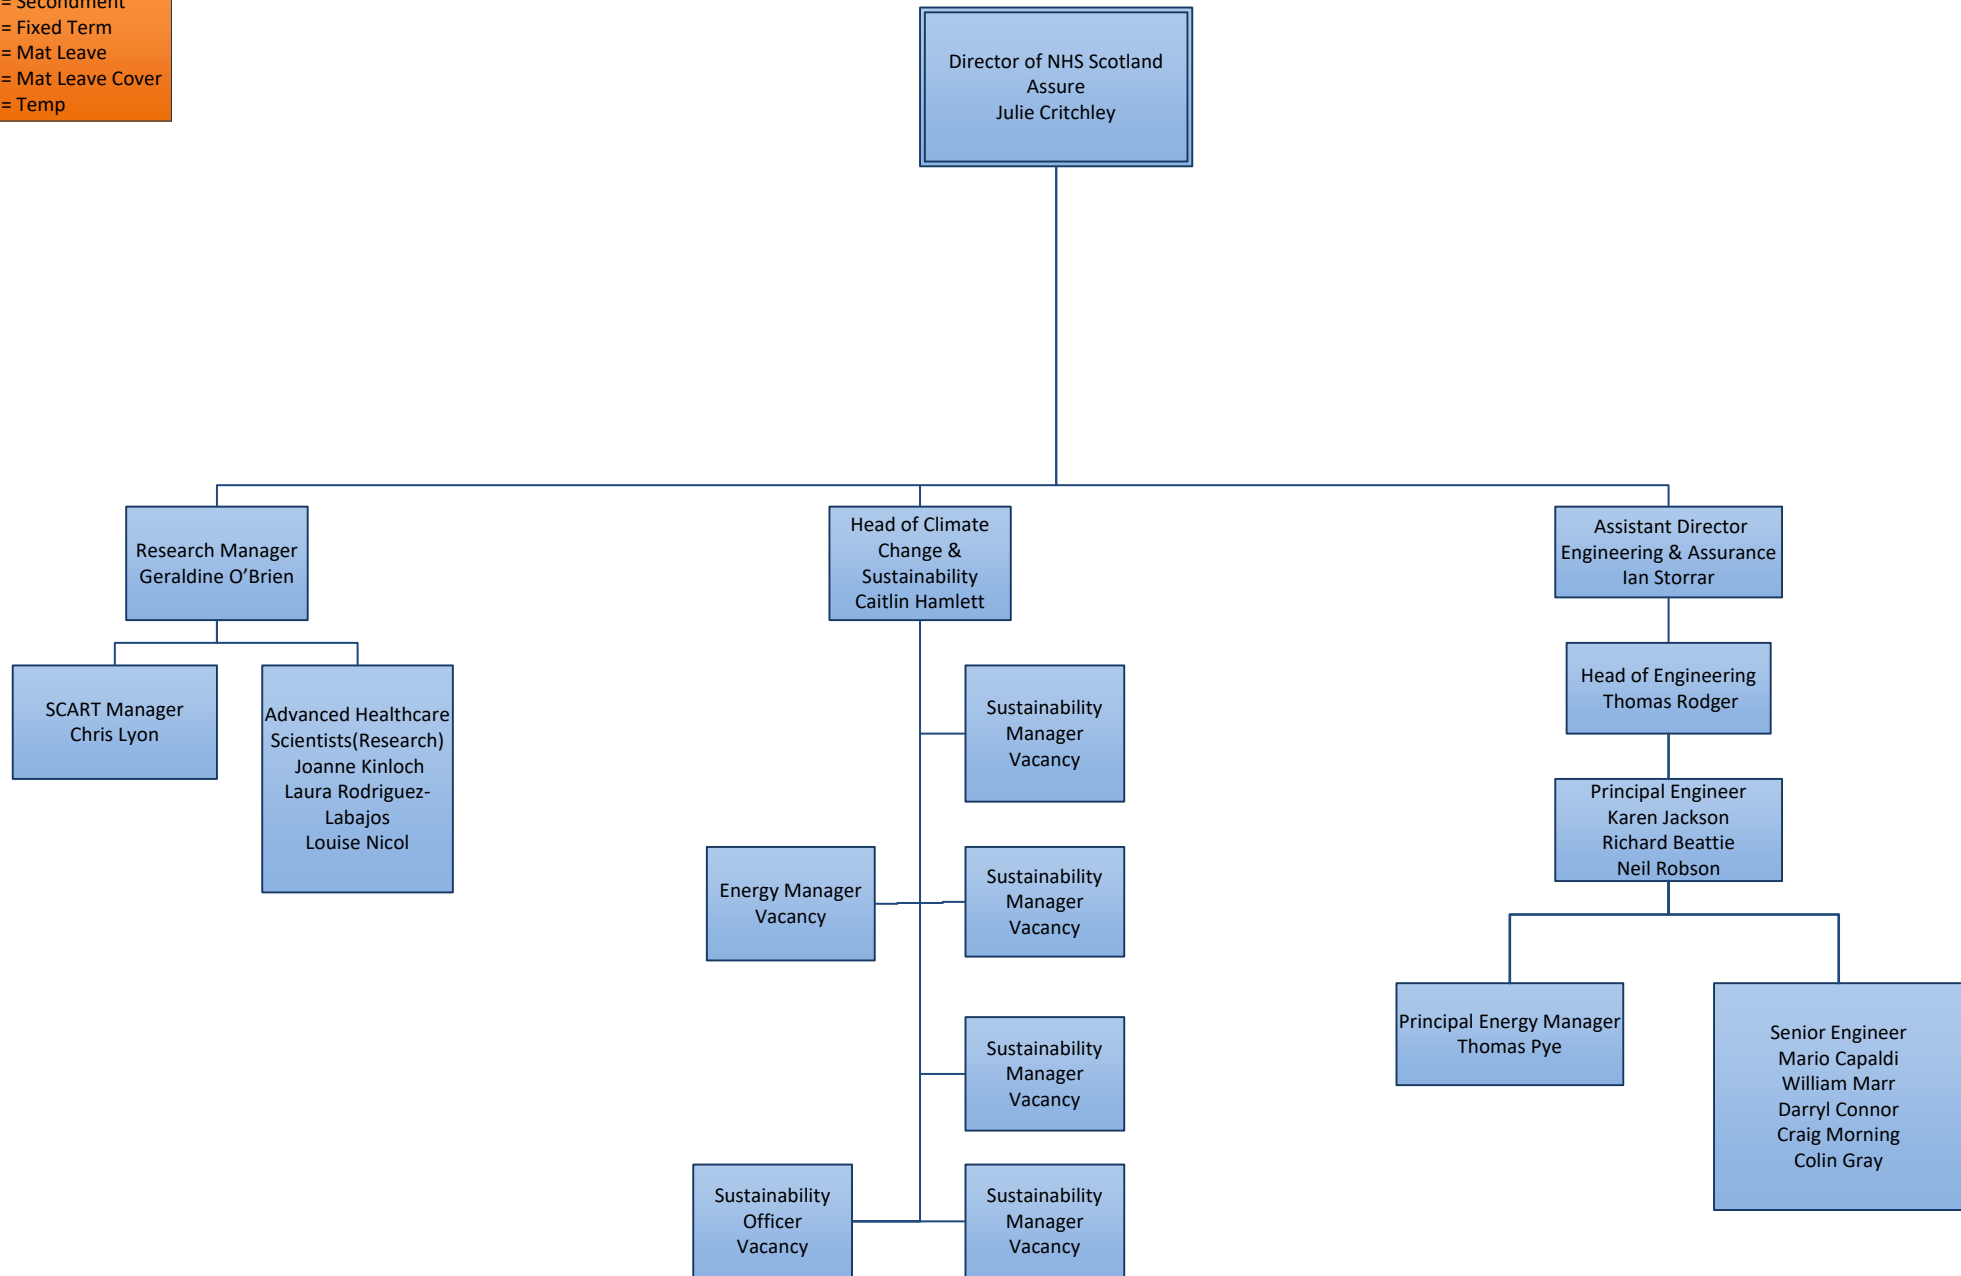 = Secondment
= Fixed Term
= Mat Leave
= Mat Leave Cover
= Temp
Director of NHS Scotland
Assure
Julie Critchley
Research Manager
Geraldine O’Brien
Head of Climate
Change &
Sustainability
Caitlin Hamlett
Assistant Director
Engineering & Assurance
Ian Storrar
SCART Manager
Chris Lyon
Advanced Healthcare
Scientists(Research)
Joanne Kinloch
Laura Rodriguez-
Labajos
Louise Nicol
Sustainability
Manager
Vacancy
Head of Engineering
Thomas Rodger
Principal Engineer
Karen Jackson
Richard Beattie
Neil Robson
Energy Manager
Vacancy
Sustainability
Manager
Vacancy
Sustainability
Manager
Vacancy
Principal Energy Manager
Thomas Pye
Senior Engineer
Mario Capaldi
William Marr
Darryl Connor
Craig Morning
Colin Gray
Sustainability
Officer
Vacancy
Sustainability
Manager
Vacancy